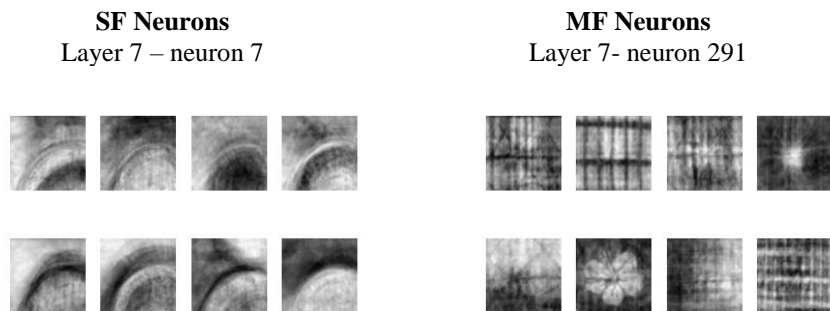 SF Neurons
Layer 7 – neuron 7
MF Neurons
Layer 7- neuron 291